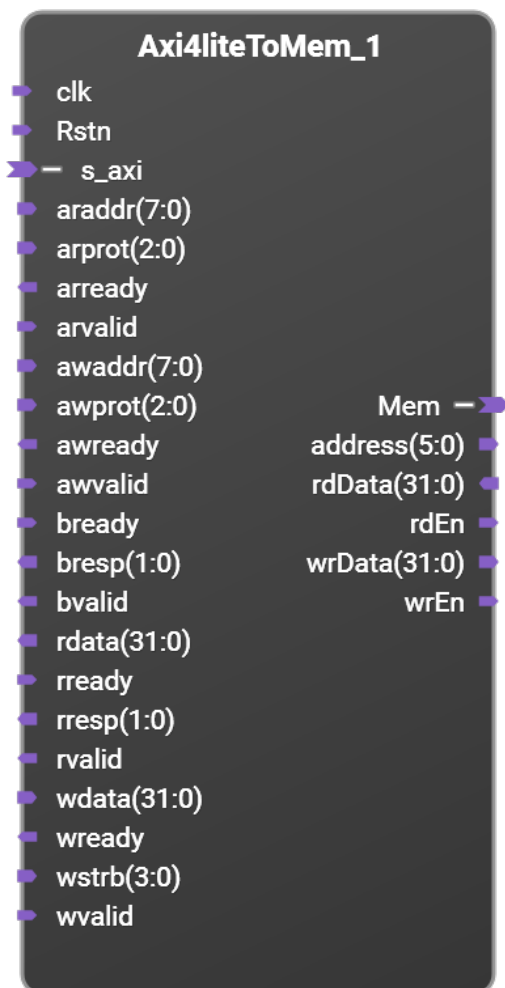 Axi4liteToMem_1
clk
Rstn
s_axi
araddr(7:0)
arprot(2:0)
arready
arvalid
awaddr(7:0)
awprot(2:0)
awready
awvalid
bready
bresp(1:0)
bvalid
rdata(31:0)
rready
rresp(1:0)
rvalid
wdata(31:0)
wready
wstrb(3:0)
wvalid
Mem
address(5:0)
rdData(31:0)
rdEn
wrData(31:0)
wrEn